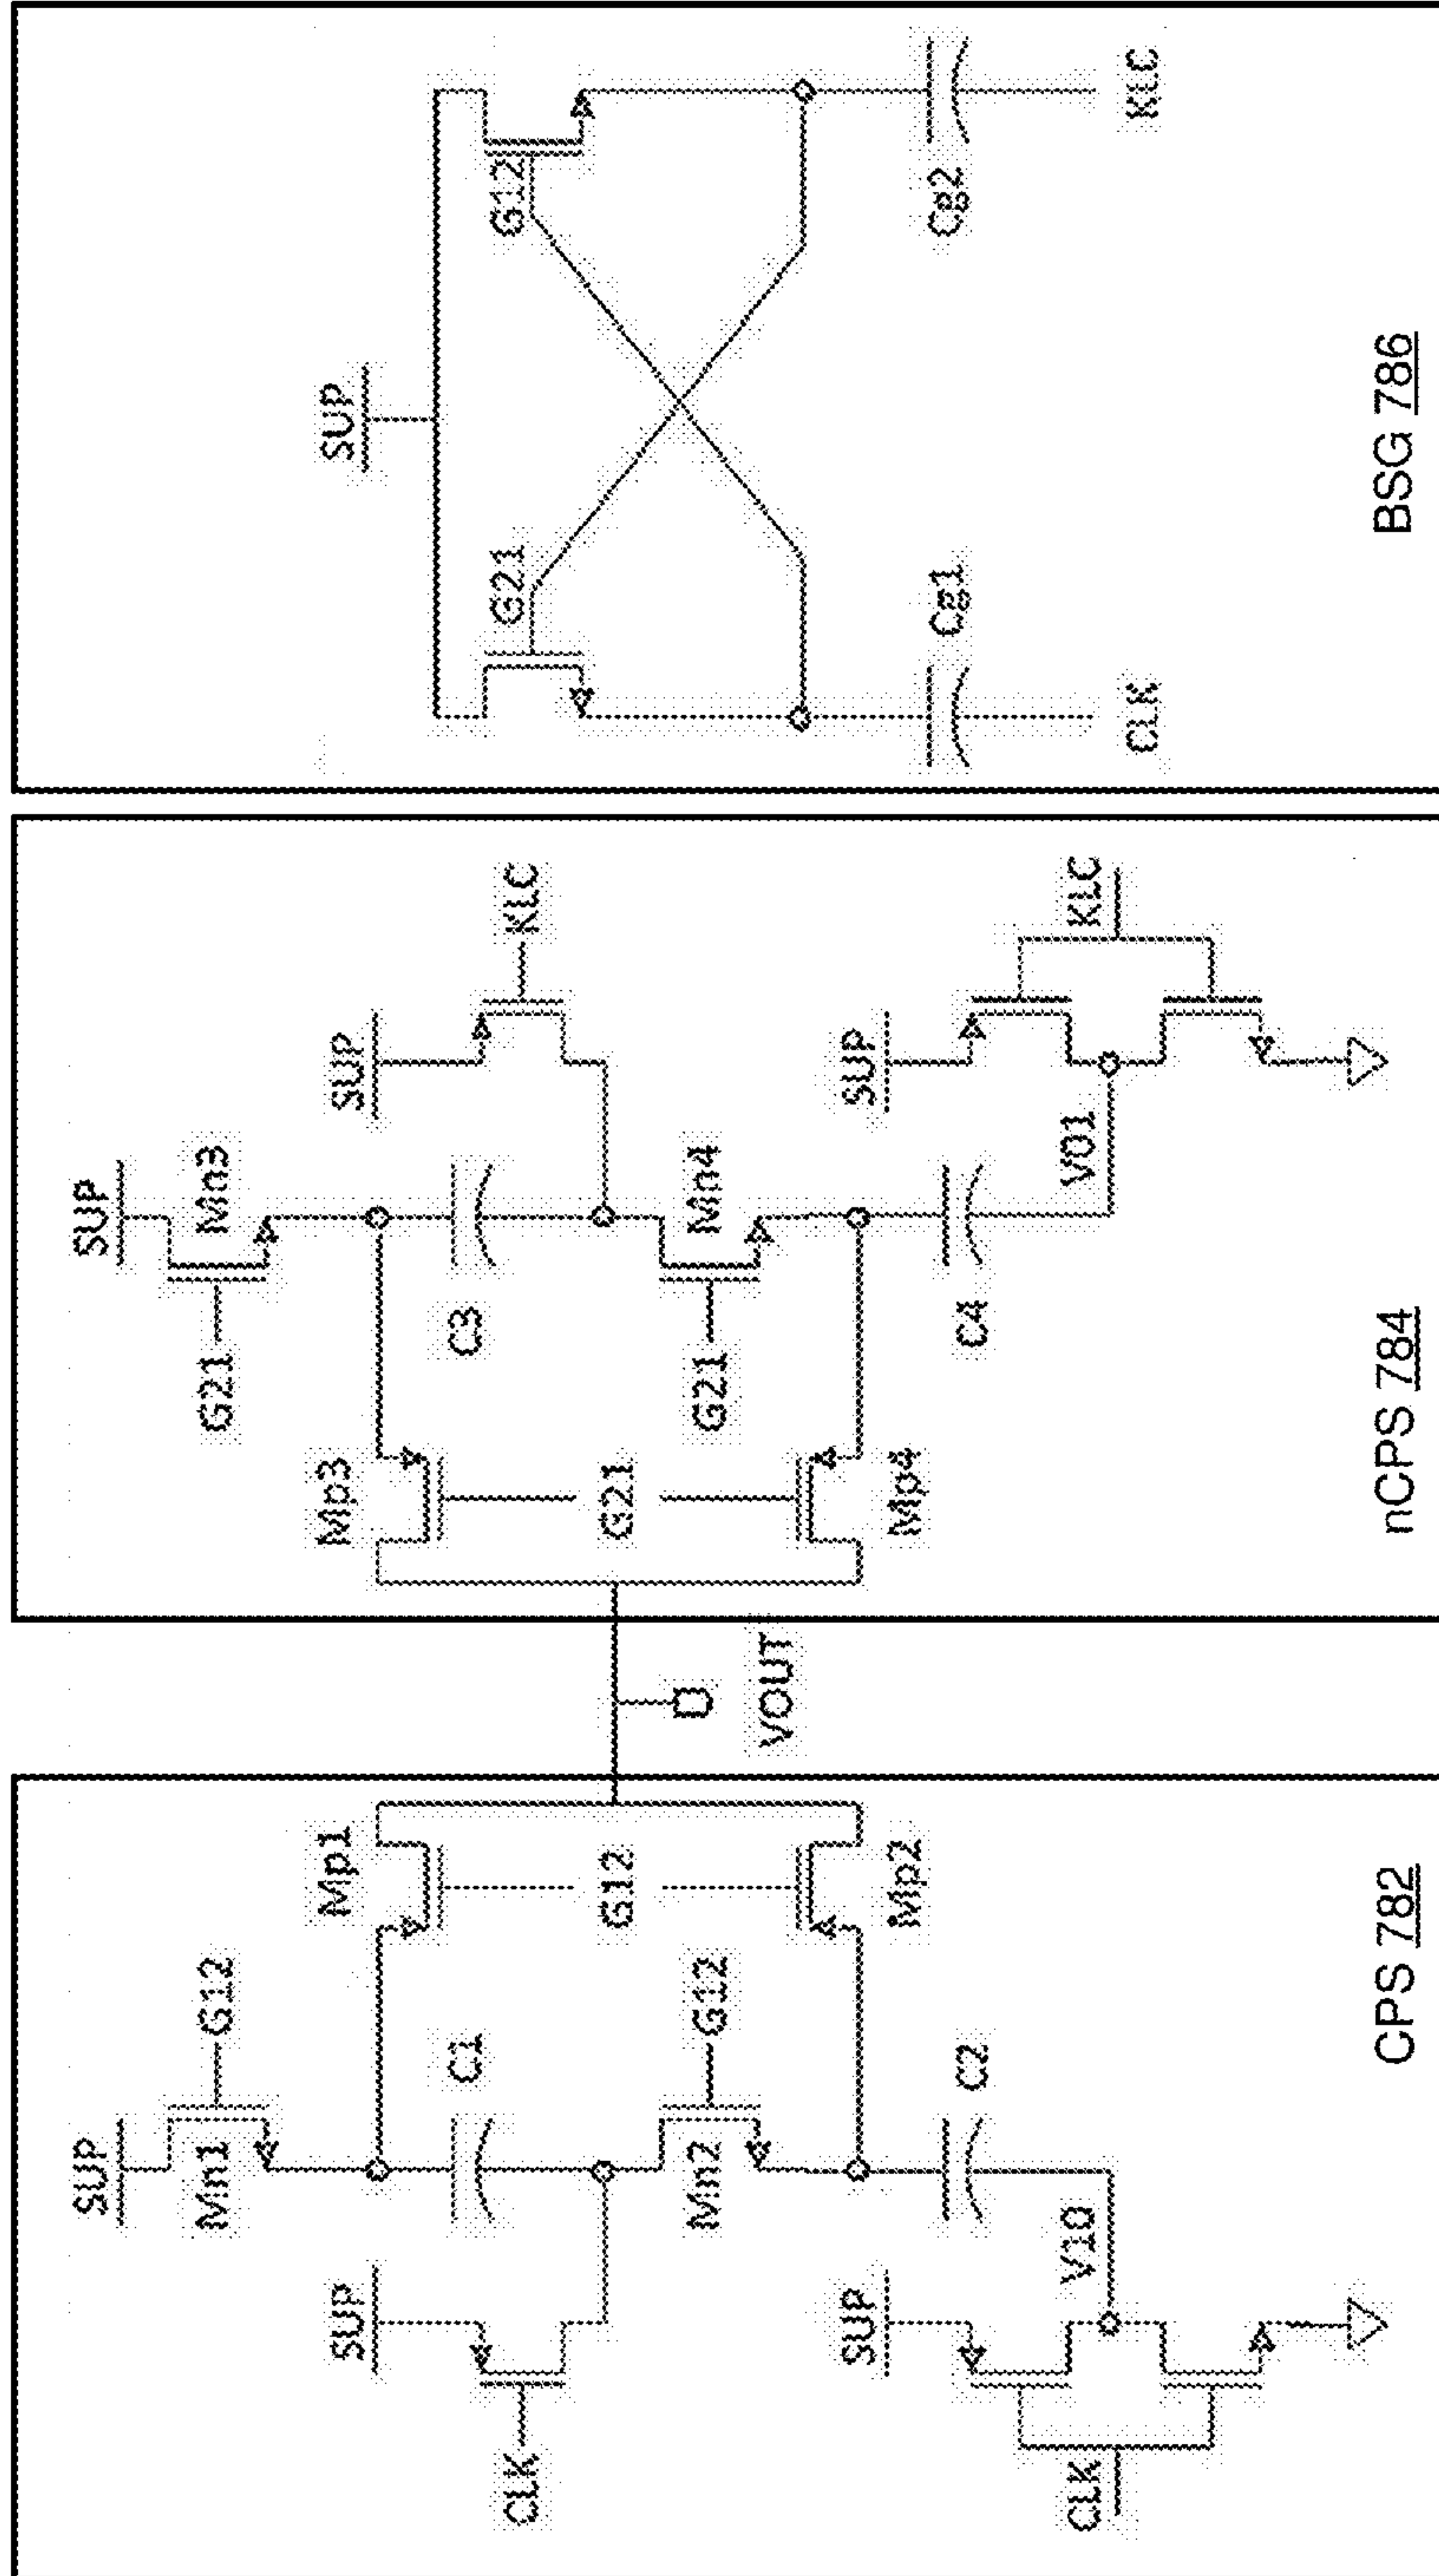 SUP
Mn1
G12
SUP
CLK
C1
Mp1
Mn2
G12
G12
Mp2
SUP
CLK
V10
C2
CPS 782
VOUT
SUP
Mn3
G21
SUP
KLC
C3
Mp3
Mn4
G21
G21
Mp4
SUP
KLC
V01
C4
nCPS 784
SUP
G21
G12
Cg1
Cg2
CLK
KLC
BSG 786